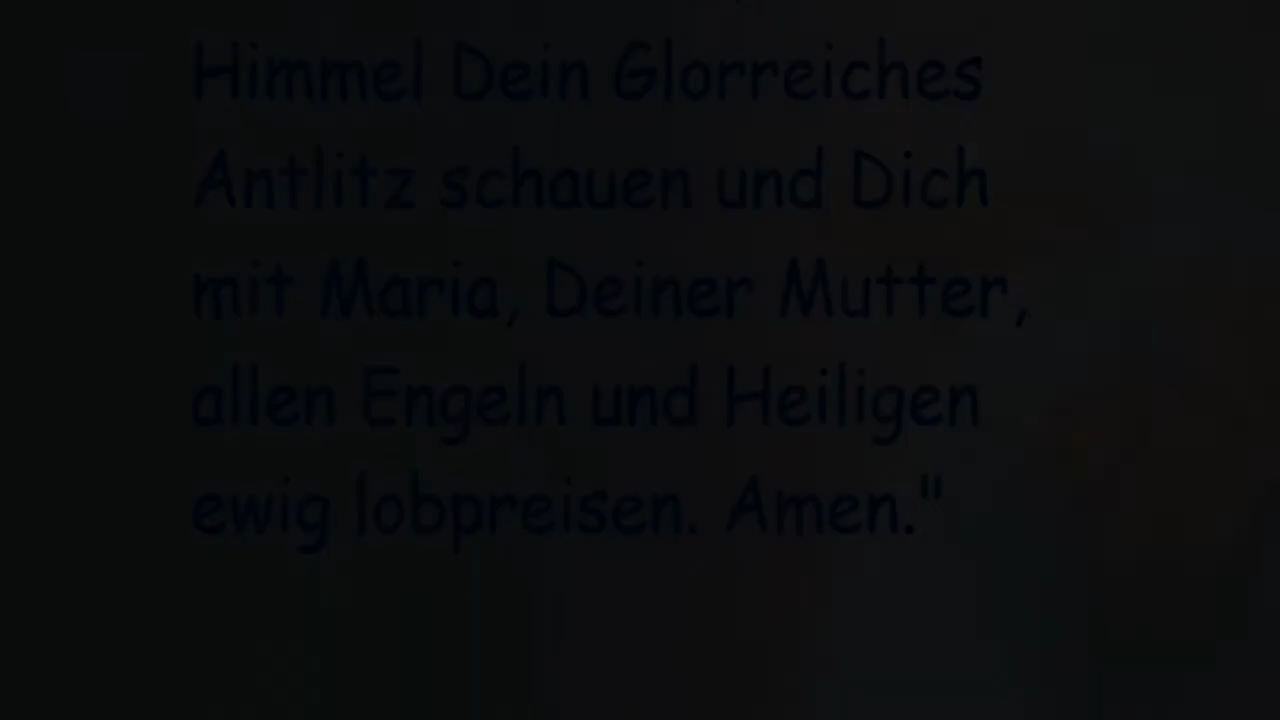 Himmel Dein Glorreiches
Antlitz schauen und Dich
mit Maria, Deiner Mutter,
allen Engeln und Heiligen
ewig lobpreisen. Amen."